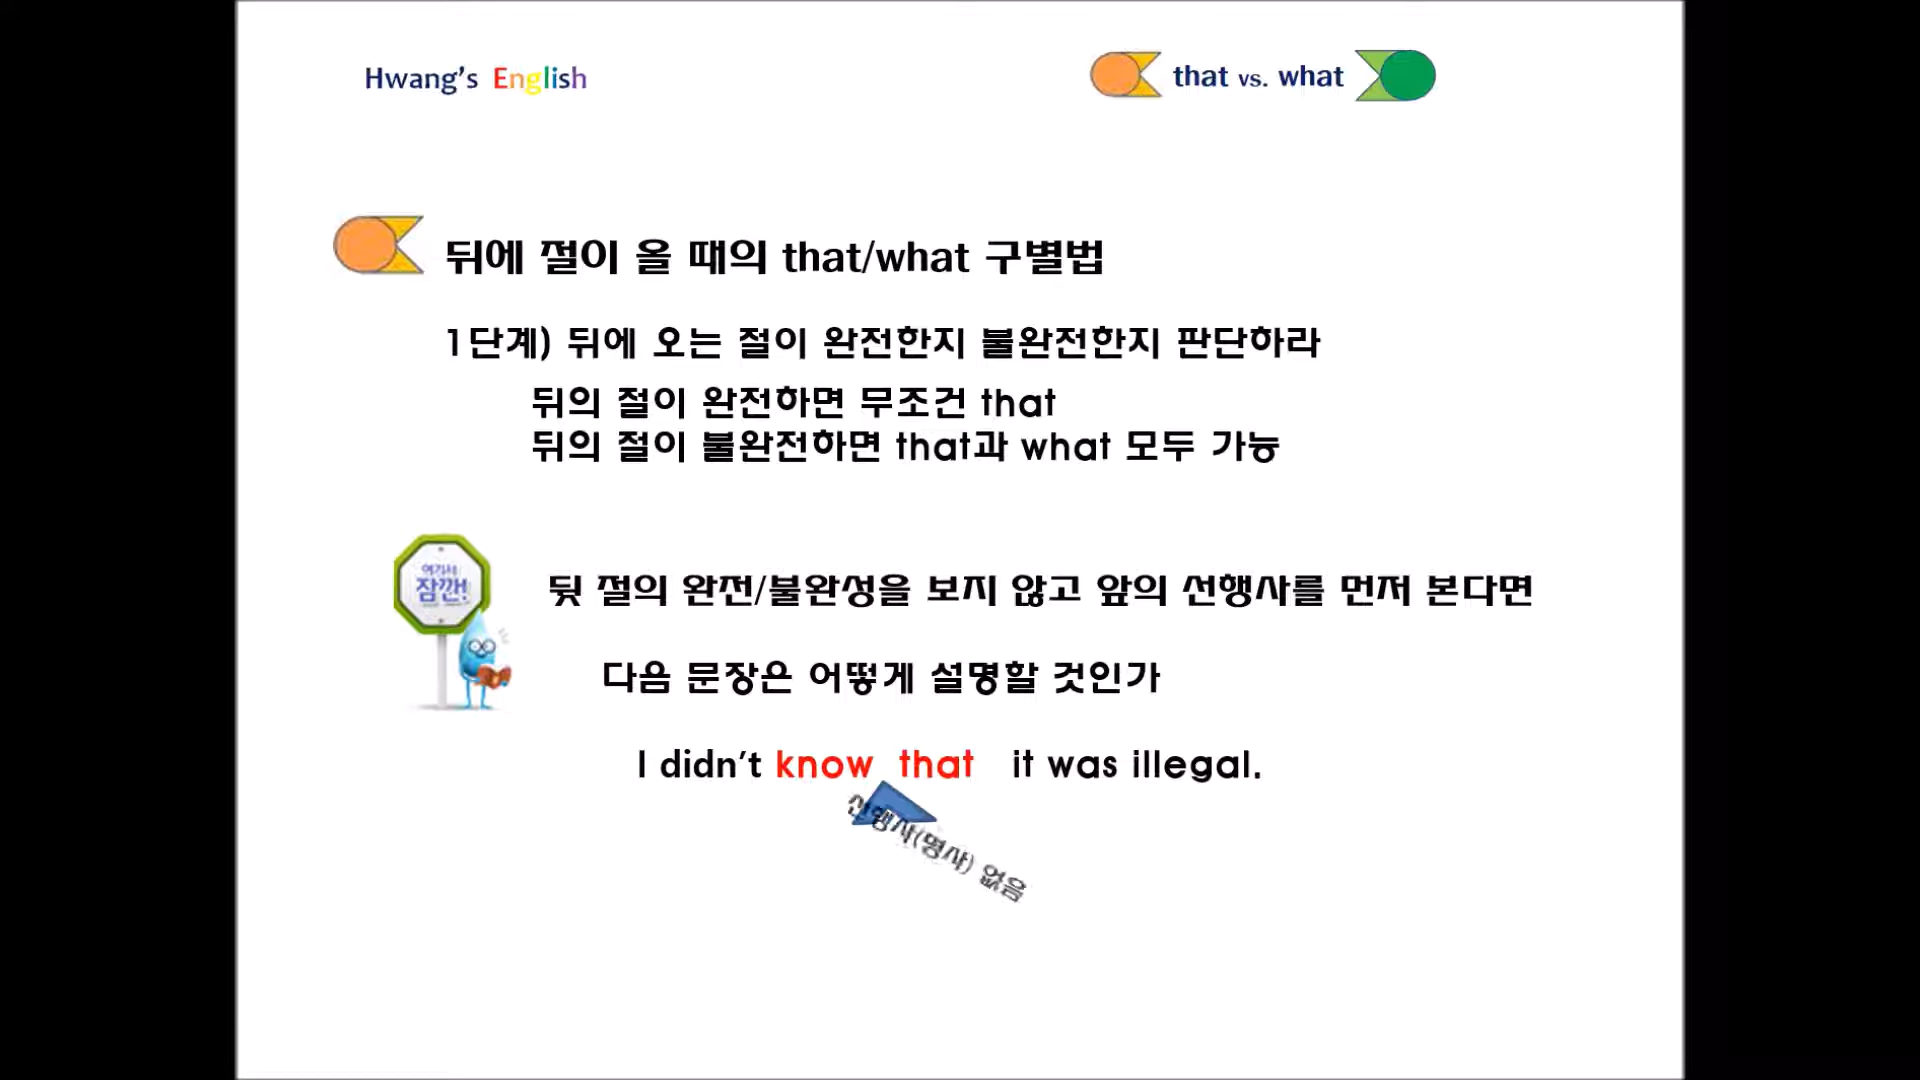 Hwang's English
that vs. what
뒤에 절이 올 때의 that/what 구별법
1단계) 뒤에 오는 절이 완전한지 불완전한지 판단하라
뒤의 절이 완전하면 무조건 that
뒤의 절이 불완전하면 that과 what 모두 가능
여기서
잠깐!
뒷 절의 완전/불완성을 보지 않고 앞의 선행사를 먼저 본다면
다음 문장은 어떻게 설명할 것인가
I didn't know that it was illegal.
선행사(명사) 없음